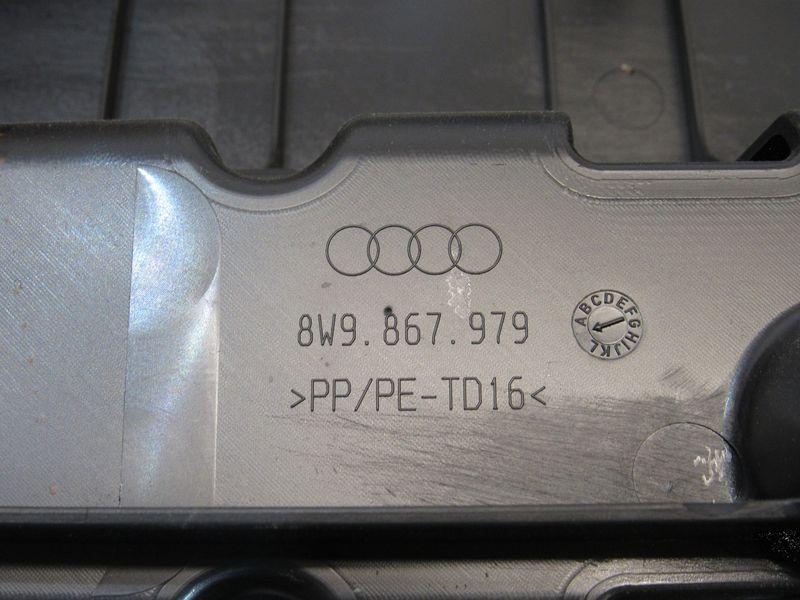 8W9.867.979
ABCDEFGHIJKL
>PP/PE-TD16<